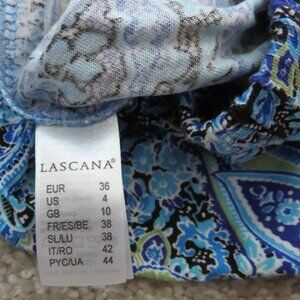 LASCANA®
EUR 36
US 4
GB 10
FR/ES/BE 38
SL/LU 38
IT/RO 42
PYC/UA 44